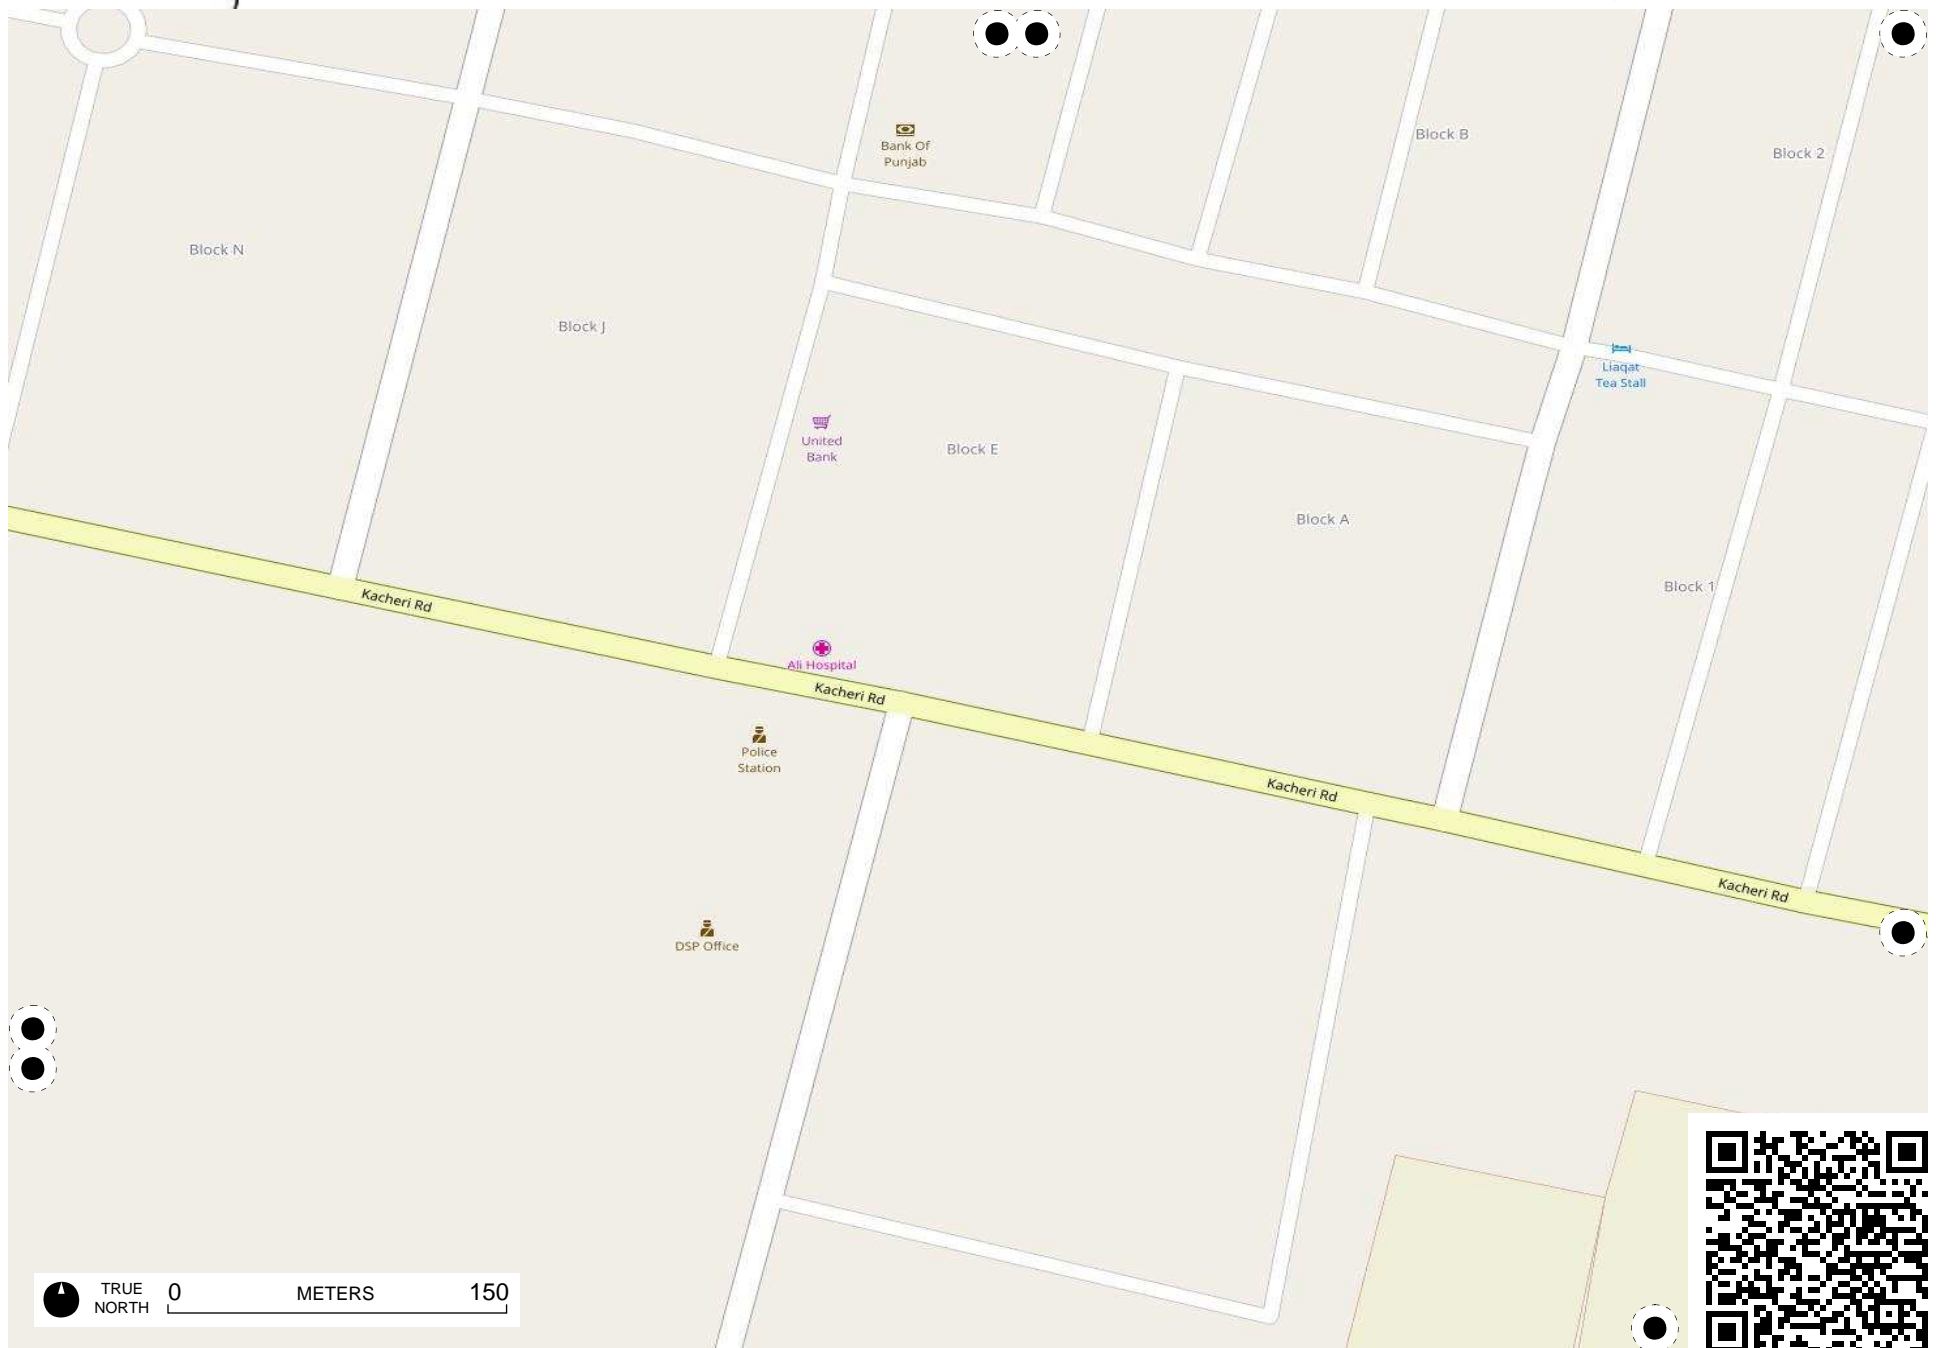 Bank Of
Punjab
Block B
Block 2
Block N
Block J
Liaqat
Tea Stall
United
Bank
Block E
Block A
Block 1
Kacheri Rd
Ali Hospital
Kacheri Rd
Police
Station
Kacheri Rd
Kacheri Rd
DSP Office
TRUE
NORTH
0 METERS 150